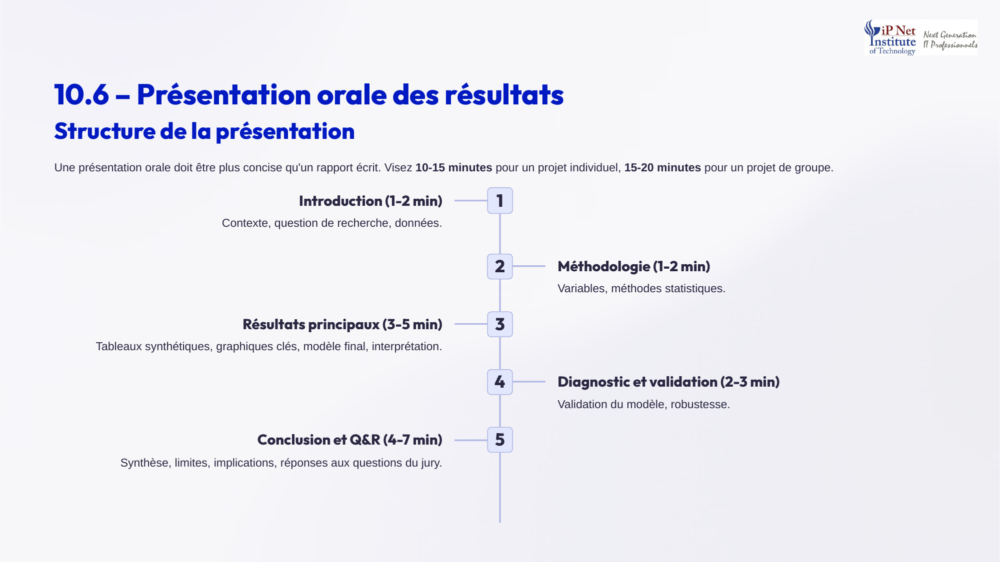 iP Net
Institute
of Technology
Next Generation
IT Professionnels
10.6 – Présentation orale des résultats
Structure de la présentation
Une présentation orale doit être plus concise qu'un rapport écrit. Visez 10-15 minutes pour un projet individuel, 15-20 minutes pour un projet de groupe.
1
Introduction (1-2 min)
Contexte, question de recherche, données.
2
Méthodologie (1-2 min)
Variables, méthodes statistiques.
3
Résultats principaux (3-5 min)
Tableaux synthétiques, graphiques clés, modèle final, interprétation.
4
Diagnostic et validation (2-3 min)
Validation du modèle, robustesse.
5
Conclusion et Q&R (4-7 min)
Synthèse, limites, implications, réponses aux questions du jury.